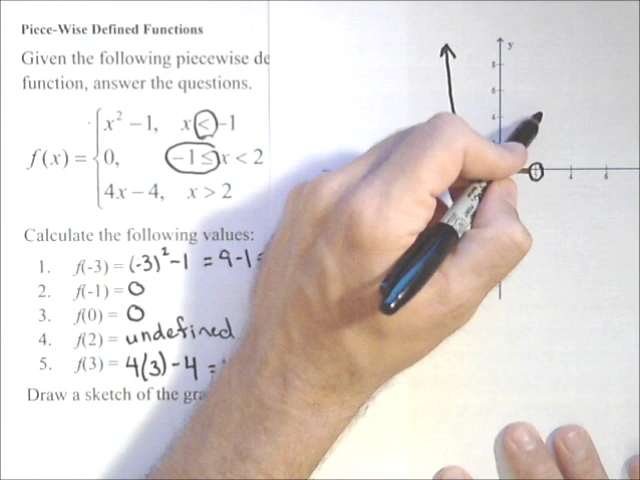 Piece-Wise Defined Functions
Given the following piecewise de
function, answer the questions.
x² − 1, x < −1
f(x) = { 0, −1 ≤ x < 2
4x − 4, x > 2
Calculate the following values:
1. f(-3) = (-3)² - 1 = 9 - 1 =
2. f(-1) = 0
3. f(0) = 0
4. f(2) = undefined
5. f(3) = 4(3) - 4 =
Draw a sketch of the gra
y
8
6
4
4 6